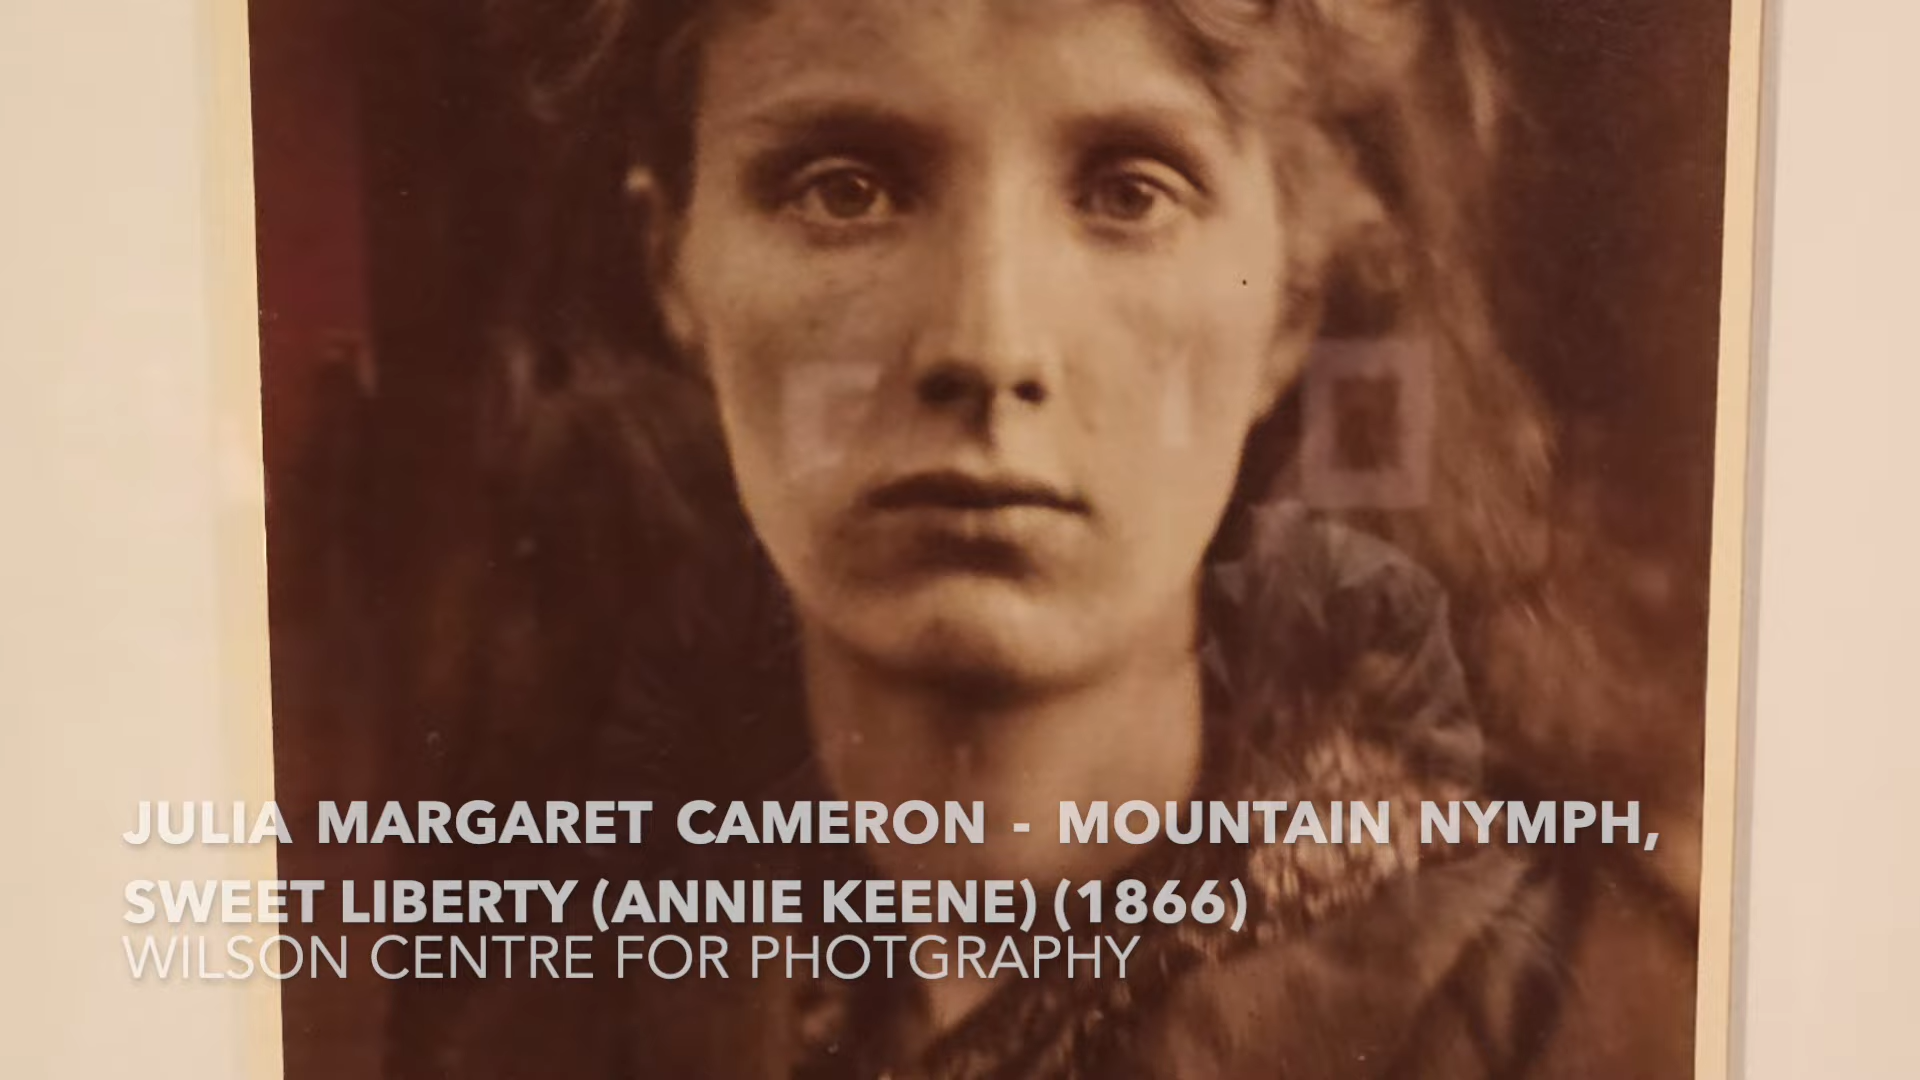 JULIA MARGARET CAMERON - MOUNTAIN NYMPH,
SWEET LIBERTY (ANNIE KEENE) (1866)
WILSON CENTRE FOR PHOTGRAPHY